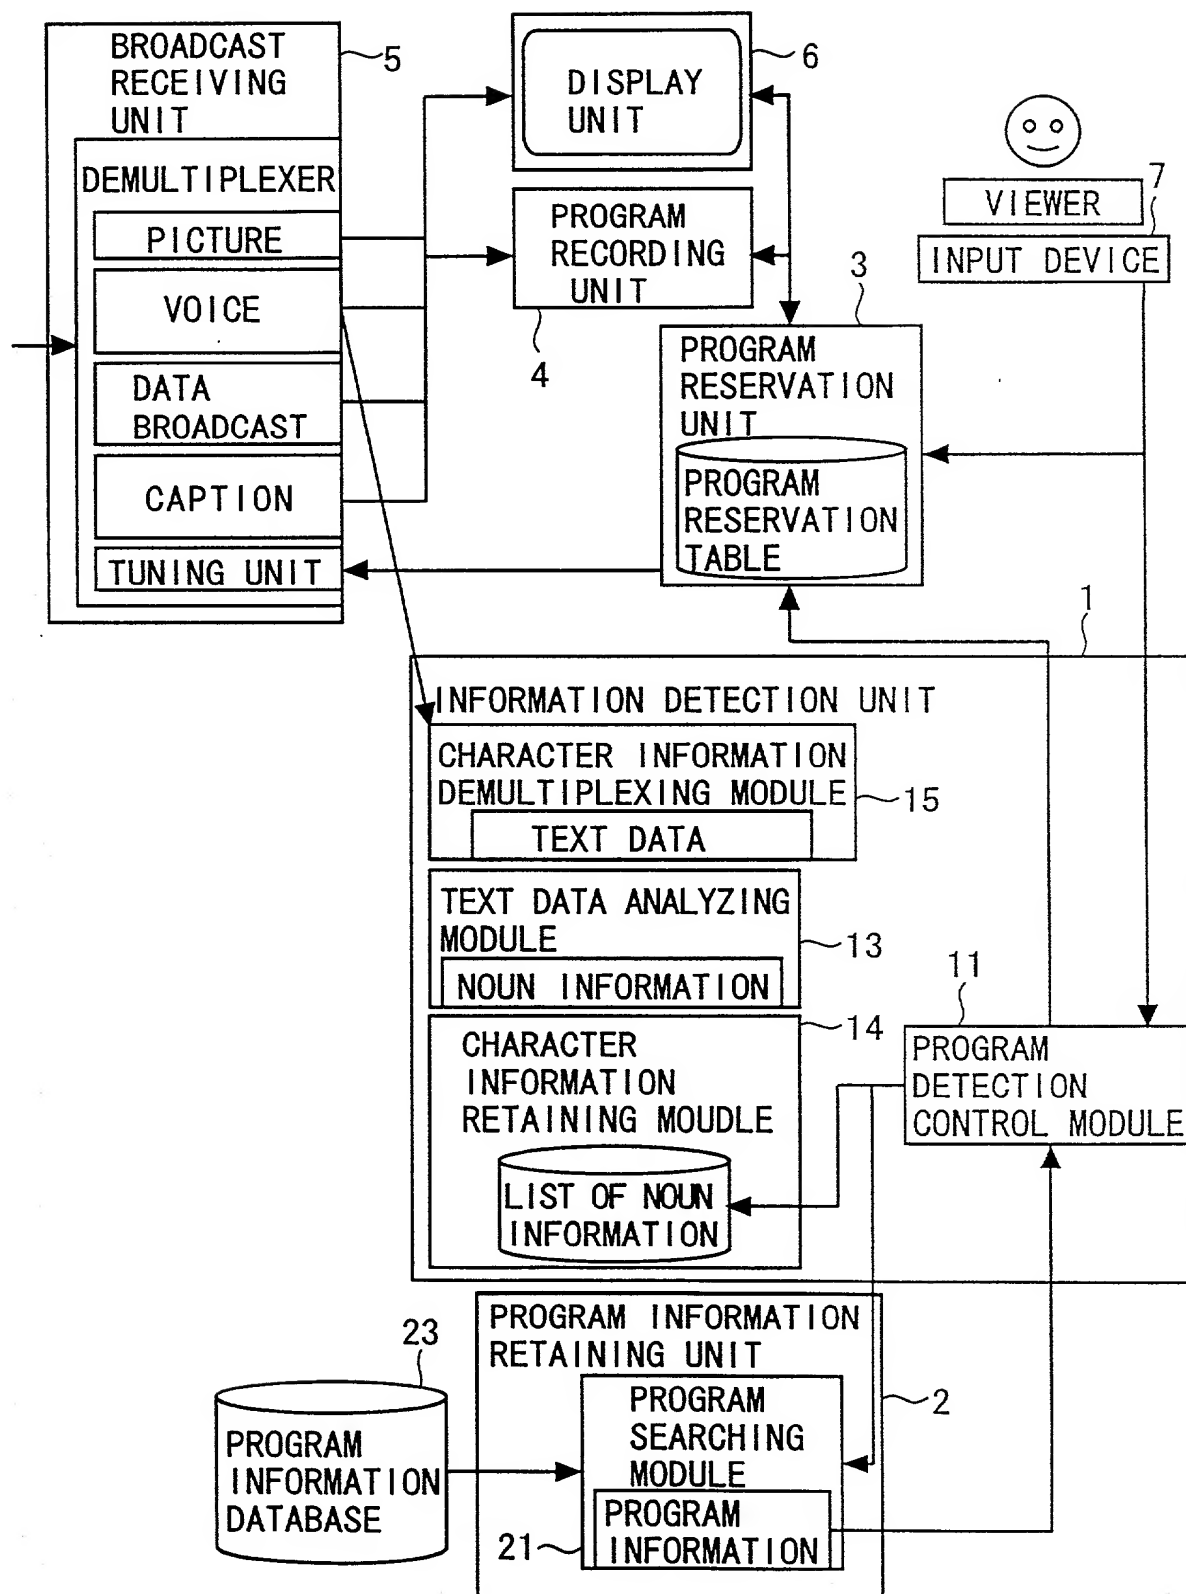 BROADCAST
RECEIVING
UNIT
5
DEMULTIPLEXER
PICTURE
VOICE
DATA
BROADCAST
CAPTION
TUNING UNIT
DISPLAY
UNIT
6
PROGRAM
RECORDING
UNIT
4
VIEWER
7
INPUT DEVICE
3
PROGRAM
RESERVATION
UNIT
PROGRAM
RESERVATION
TABLE
1
INFORMATION DETECTION UNIT
CHARACTER INFORMATION
DEMULTIPLEXING MODULE
15
TEXT DATA
TEXT DATA ANALYZING
MODULE
13
NOUN INFORMATION
14
CHARACTER
INFORMATION
RETAINING MOUDLE
LIST OF NOUN
INFORMATION
11
PROGRAM
DETECTION
CONTROL MODULE
PROGRAM INFORMATION
RETAINING UNIT
2
PROGRAM
SEARCHING
MODULE
PROGRAM
INFORMATION
21
23
PROGRAM
INFORMATION
DATABASE